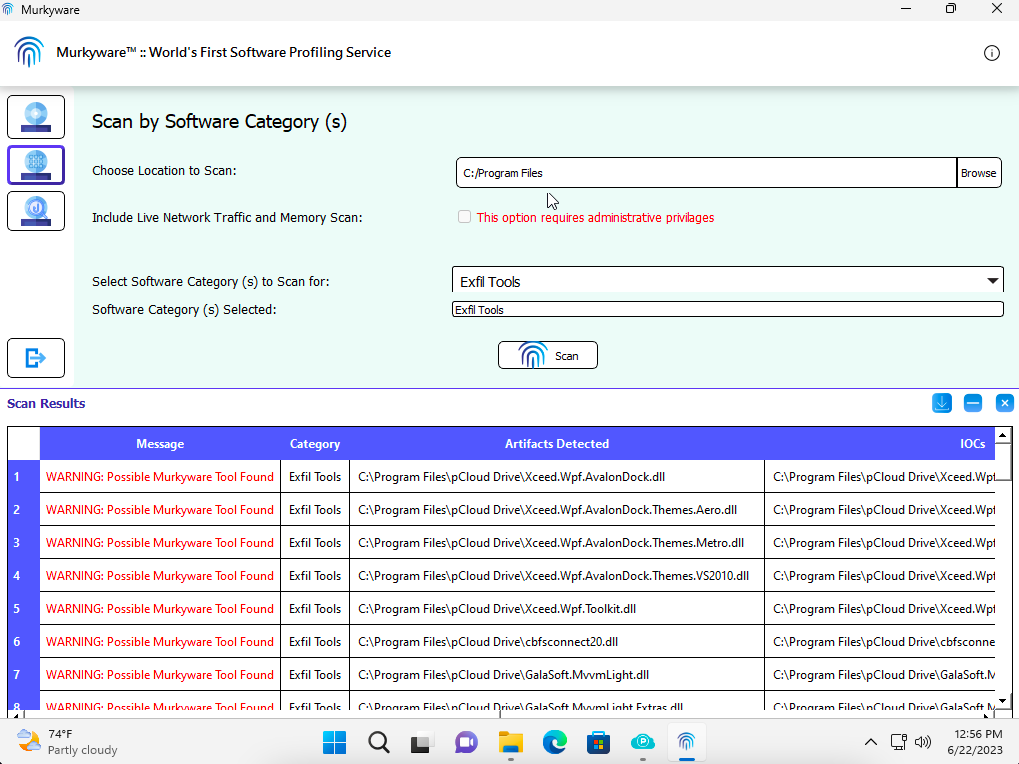 Murkyware
Murkyware™ :: World's First Software Profiling Service
Scan by Software Category (s)
Choose Location to Scan:
C:/Program Files
Browse
Include Live Network Traffic and Memory Scan:
This option requires administrative privilages
Select Software Category (s) to Scan for:
Exfil Tools
Software Category (s) Selected:
Exfil Tools
Scan
Scan Results
Message Category Artifacts Detected IOCs
1 WARNING: Possible Murkyware Tool Found Exfil Tools C:\Program Files\pCloud Drive\Xceed.Wpf.AvalonDock.dll C:\Program Files\pCloud Drive\Xceed.Wpf
2 WARNING: Possible Murkyware Tool Found Exfil Tools C:\Program Files\pCloud Drive\Xceed.Wpf.AvalonDock.Themes.Aero.dll C:\Program Files\pCloud Drive\Xceed.Wpf
3 WARNING: Possible Murkyware Tool Found Exfil Tools C:\Program Files\pCloud Drive\Xceed.Wpf.AvalonDock.Themes.Metro.dll C:\Program Files\pCloud Drive\Xceed.Wpf
4 WARNING: Possible Murkyware Tool Found Exfil Tools C:\Program Files\pCloud Drive\Xceed.Wpf.AvalonDock.Themes.VS2010.dll C:\Program Files\pCloud Drive\Xceed.Wpf
5 WARNING: Possible Murkyware Tool Found Exfil Tools C:\Program Files\pCloud Drive\Xceed.Wpf.Toolkit.dll C:\Program Files\pCloud Drive\Xceed.Wpf
6 WARNING: Possible Murkyware Tool Found Exfil Tools C:\Program Files\pCloud Drive\cbfsconnect20.dll C:\Program Files\pCloud Drive\cbfsconne
7 WARNING: Possible Murkyware Tool Found Exfil Tools C:\Program Files\pCloud Drive\GalaSoft.MvvmLight.dll C:\Program Files\pCloud Drive\GalaSoft.M
8 WARNING: Possible Murkyware Tool Found Exfil Tools C:\Program Files\pCloud Drive\GalaSoft.MvvmLight.Extras.dll C:\Program Files\pCloud Drive\GalaSoft.M
74°F
Partly cloudy
12:56 PM
6/22/2023